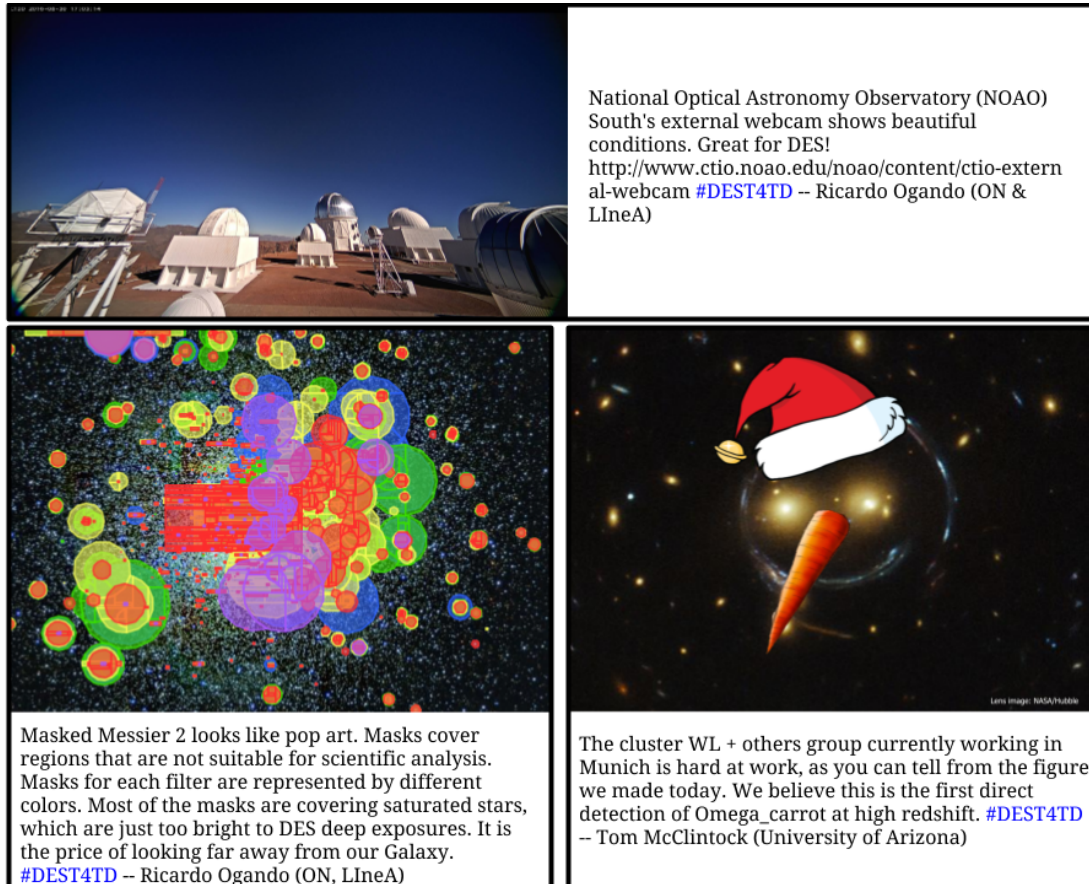 National Optical Astronomy Observatory (NOAO)
South's external webcam shows beautiful
conditions. Great for DES!
http://www.ctio.noao.edu/noao/content/ctio-extern
al-webcam #DEST4TD -- Ricardo Ogando (ON &
LIneA)
Lens image: NASA/Hubble
Masked Messier 2 looks like pop art. Masks cover
regions that are not suitable for scientific analysis.
Masks for each filter are represented by different
colors. Most of the masks are covering saturated stars,
which are just too bright to DES deep exposures. It is
the price of looking far away from our Galaxy.
#DEST4TD -- Ricardo Ogando (ON, LIneA)
The cluster WL + others group currently working in
Munich is hard at work, as you can tell from the figure
we made today. We believe this is the first direct
detection of Omega_carrot at high redshift. #DEST4TD
-- Tom McClintock (University of Arizona)